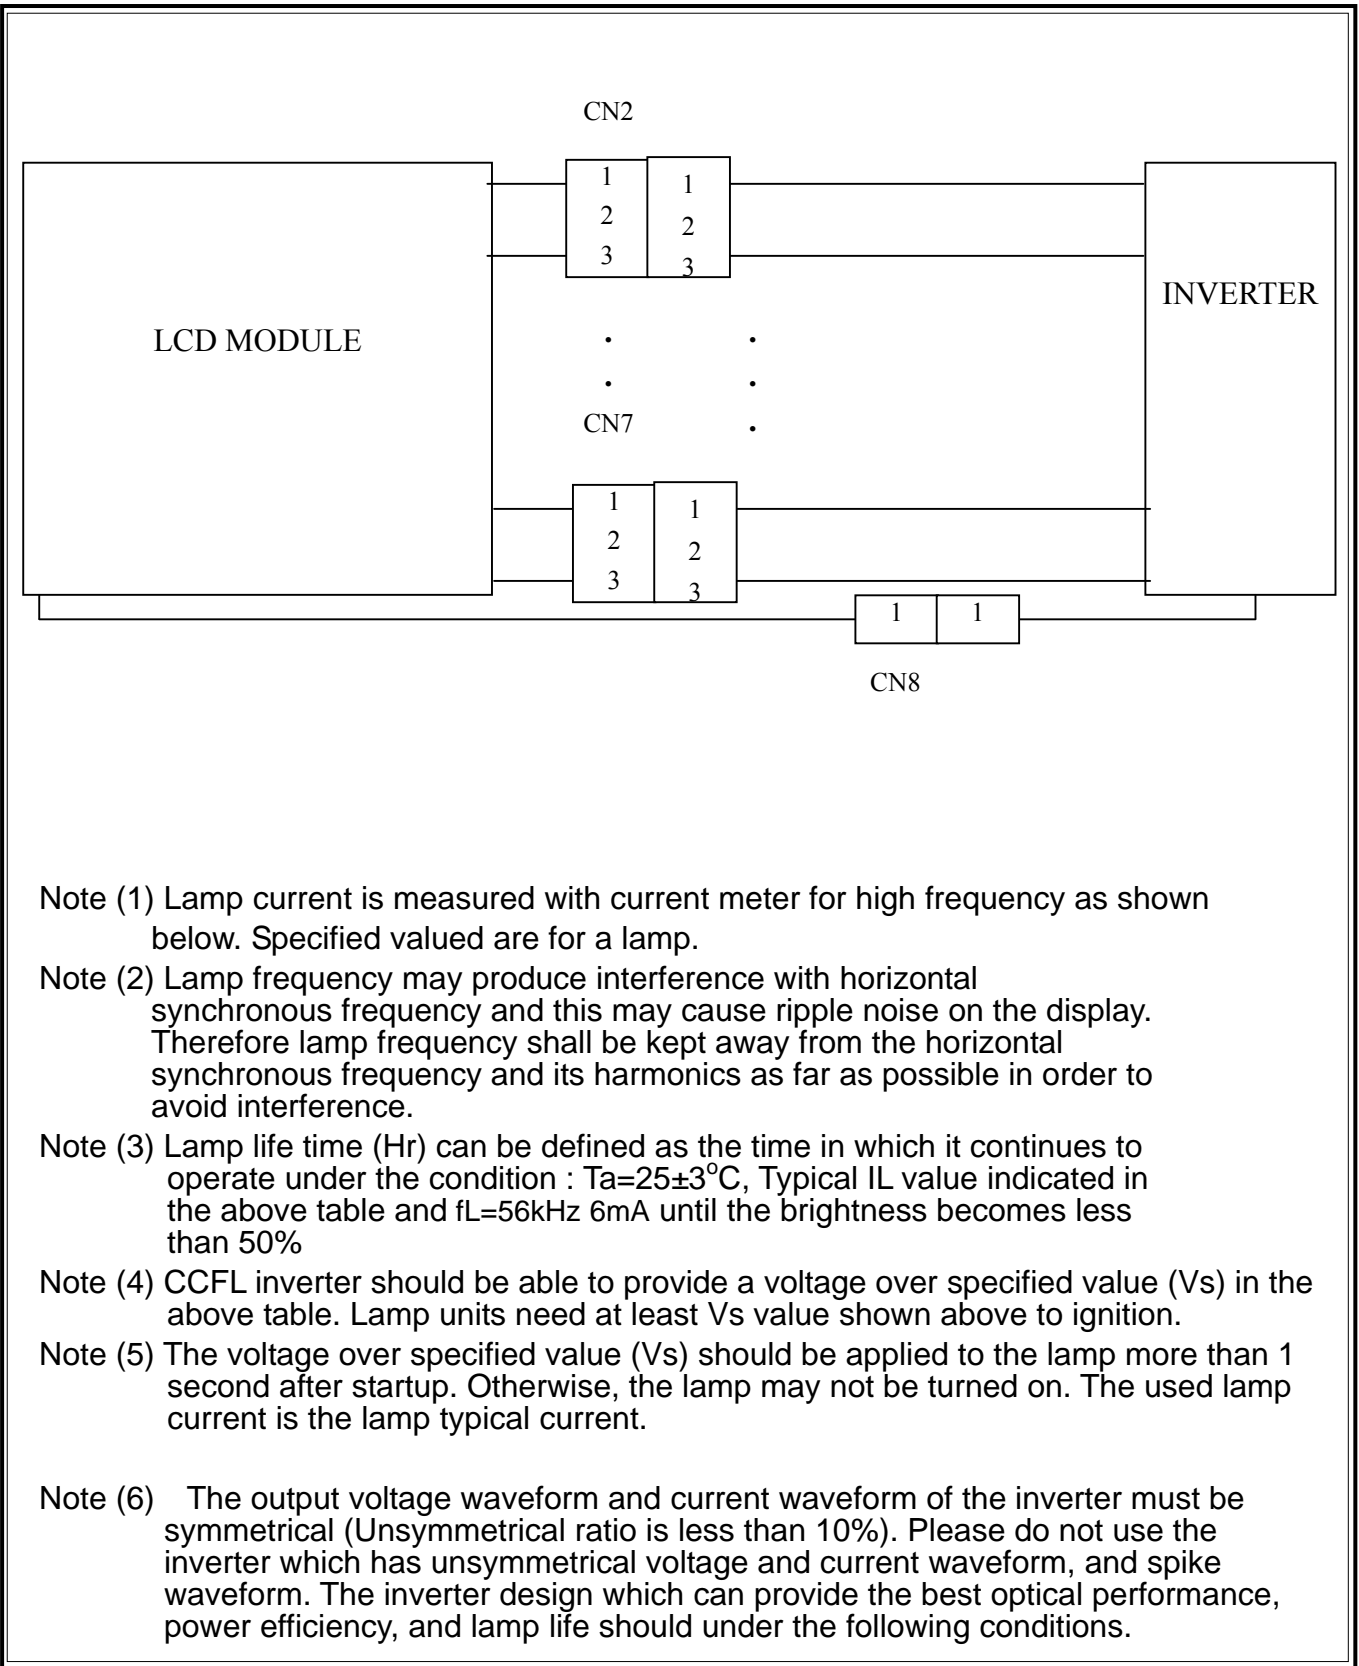 CN2
1 1
2 2
3 3
INVERTER
LCD MODULE
CN7
1 1
2 2
3 3
1 1
CN8
Note (1) Lamp current is measured with current meter for high frequency as shown
below. Specified valued are for a lamp.
Note (2) Lamp frequency may produce interference with horizontal
synchronous frequency and this may cause ripple noise on the display.
Therefore lamp frequency shall be kept away from the horizontal
synchronous frequency and its harmonics as far as possible in order to
avoid interference.
Note (3) Lamp life time (Hr) can be defined as the time in which it continues to
operate under the condition : Ta=25±3°C, Typical IL value indicated in
the above table and fL=56kHz 6mA until the brightness becomes less
than 50%
Note (4) CCFL inverter should be able to provide a voltage over specified value (Vs) in the
above table. Lamp units need at least Vs value shown above to ignition.
Note (5) The voltage over specified value (Vs) should be applied to the lamp more than 1
second after startup. Otherwise, the lamp may not be turned on. The used lamp
current is the lamp typical current.
Note (6) The output voltage waveform and current waveform of the inverter must be
symmetrical (Unsymmetrical ratio is less than 10%). Please do not use the
inverter which has unsymmetrical voltage and current waveform, and spike
waveform. The inverter design which can provide the best optical performance,
power efficiency, and lamp life should under the following conditions.